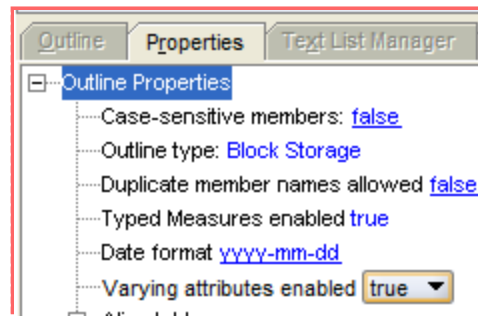 Outline Properties Text List Manager
Outline Properties
Case-sensitive members: false
Outline type: Block Storage
Duplicate member names allowed false
Typed Measures enabled true
Date format yyyy-mm-dd
Varying attributes enabled true